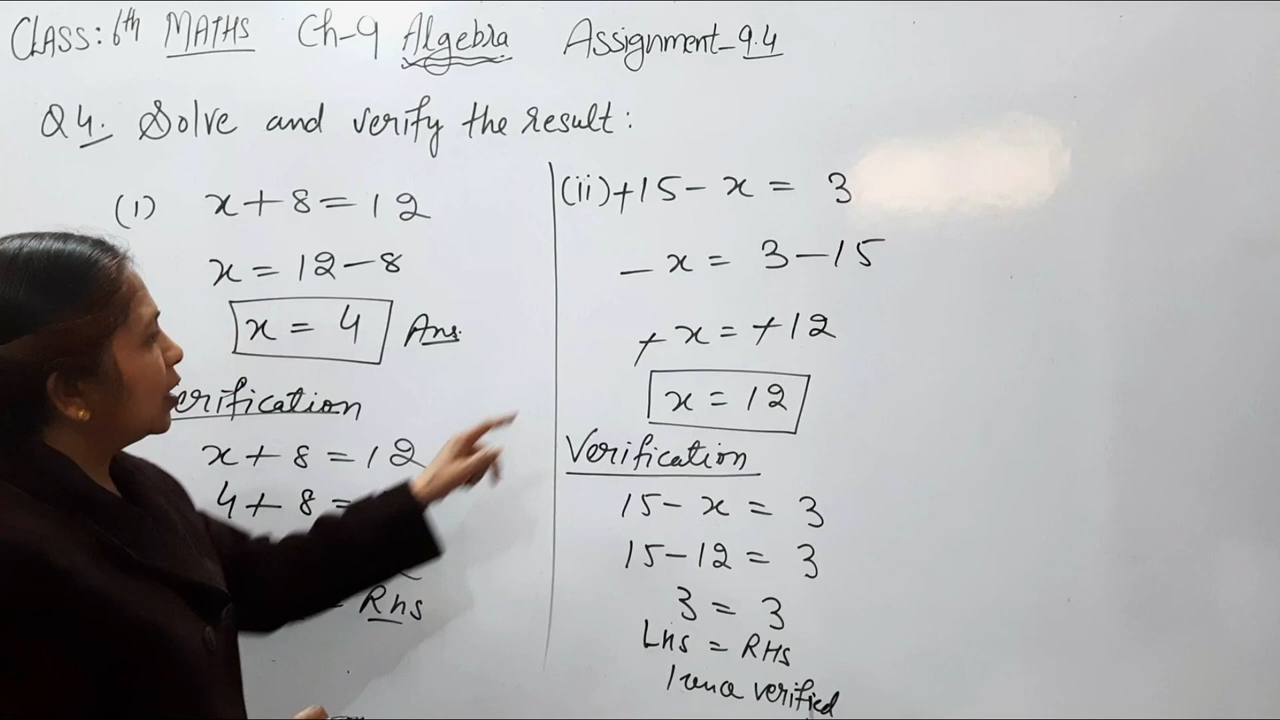 CLASS: 6th MATHS Ch-9 Algebra Assignment-9.4
Q4. Solve and verify the result:
(1) x+8=12
x=12-8
x = 4 Ans.
erification
x+8=12
4+8=
= Rhs
(ii) +15-x = 3
-x = 3-15
+x=+12
x=12
Verification
15-x = 3
15-12 = 3
3 = 3
Lhs = RHS
verified